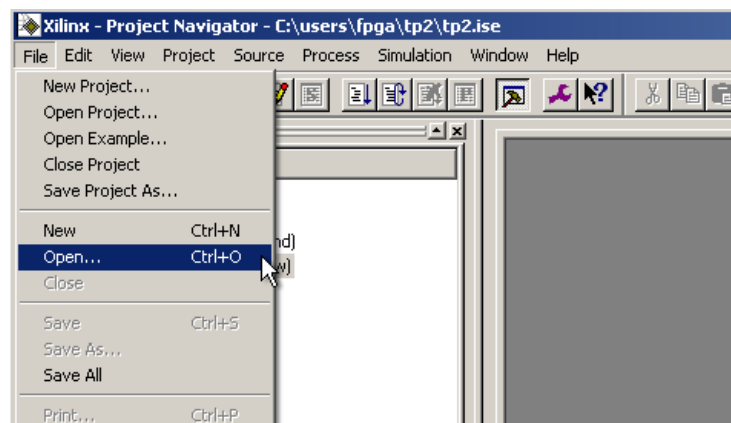 Xilinx - Project Navigator - C:\users\fpga\tp2\tp2.ise
File Edit View Project Source Process Simulation Window Help
New Project...
Open Project...
Open Example...
Close Project
Save Project As...
New Ctrl+N
nd)
Open... Ctrl+O
w)
Close
Save Ctrl+S
Save As...
Save All
Print... Ctrl+P